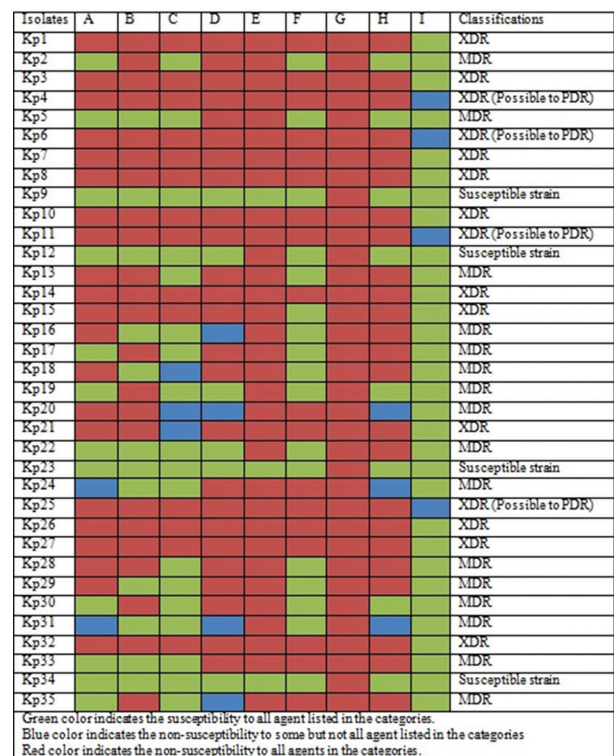 Isolates A B C D E F G H I Classifications
Kp1 XDR
Kp2 MDR
Kp3 XDR
Kp4 XDR (Possible to PDR)
Kp5 MDR
Kp6 XDR (Possible to PDR)
Kp7 XDR
Kp8 XDR
Kp9 Susceptible strain
Kp10 XDR
Kp11 XDR (Possible to PDR)
Kp12 Susceptible strain
Kp13 MDR
Kp14 XDR
Kp15 XDR
Kp16 MDR
Kp17 MDR
Kp18 MDR
Kp19 MDR
Kp20 MDR
Kp21 XDR
Kp22 MDR
Kp23 Susceptible strain
Kp24 MDR
Kp25 XDR (Possible to PDR)
Kp26 XDR
Kp27 XDR
Kp28 MDR
Kp29 MDR
Kp30 MDR
Kp31 MDR
Kp32 XDR
Kp33 MDR
Kp34 Susceptible strain
Kp35 MDR
Green color indicates the susceptibility to all agent listed in the categories.
Blue color indicates the non-susceptibility to some but not all agent listed in the categories
Red color indicates the non-susceptibility to all agents in the categories.